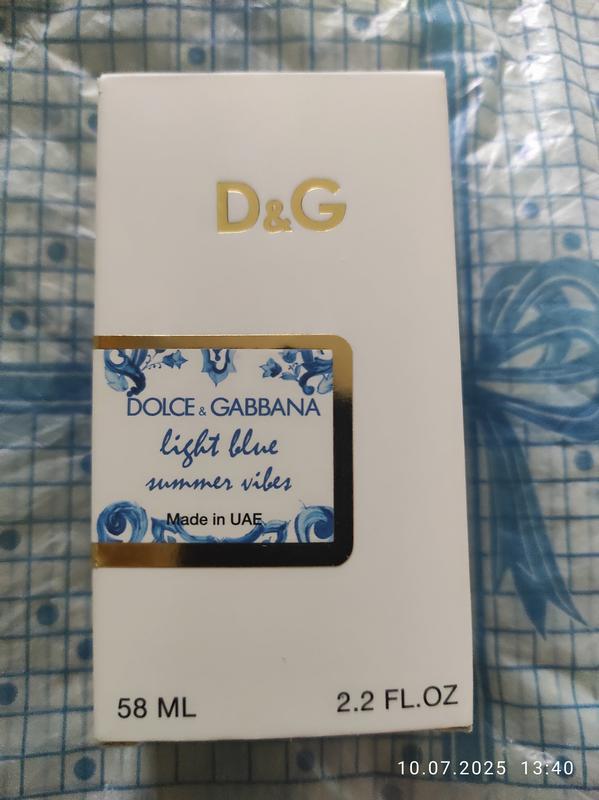 D&G
DOLCE & GABBANA
light blue
summer vibes
Made in UAE
58 ML
2.2 FL.OZ
10.07.2025 13:40